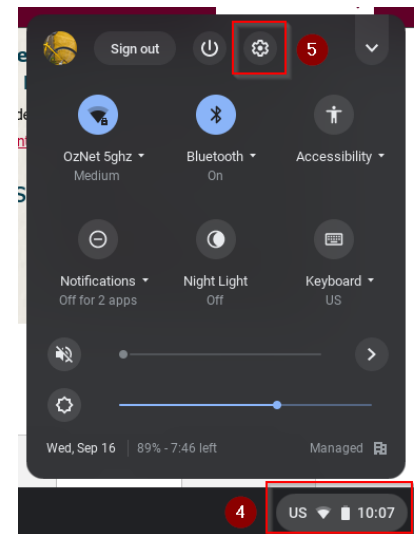 Sign out
5
OzNet 5ghz
Medium
Bluetooth
On
Accessibility
Notifications
Off for 2 apps
Night Light
Off
Keyboard
US
Wed, Sep 16
89% - 7:46 left
Managed
4
US
10:07